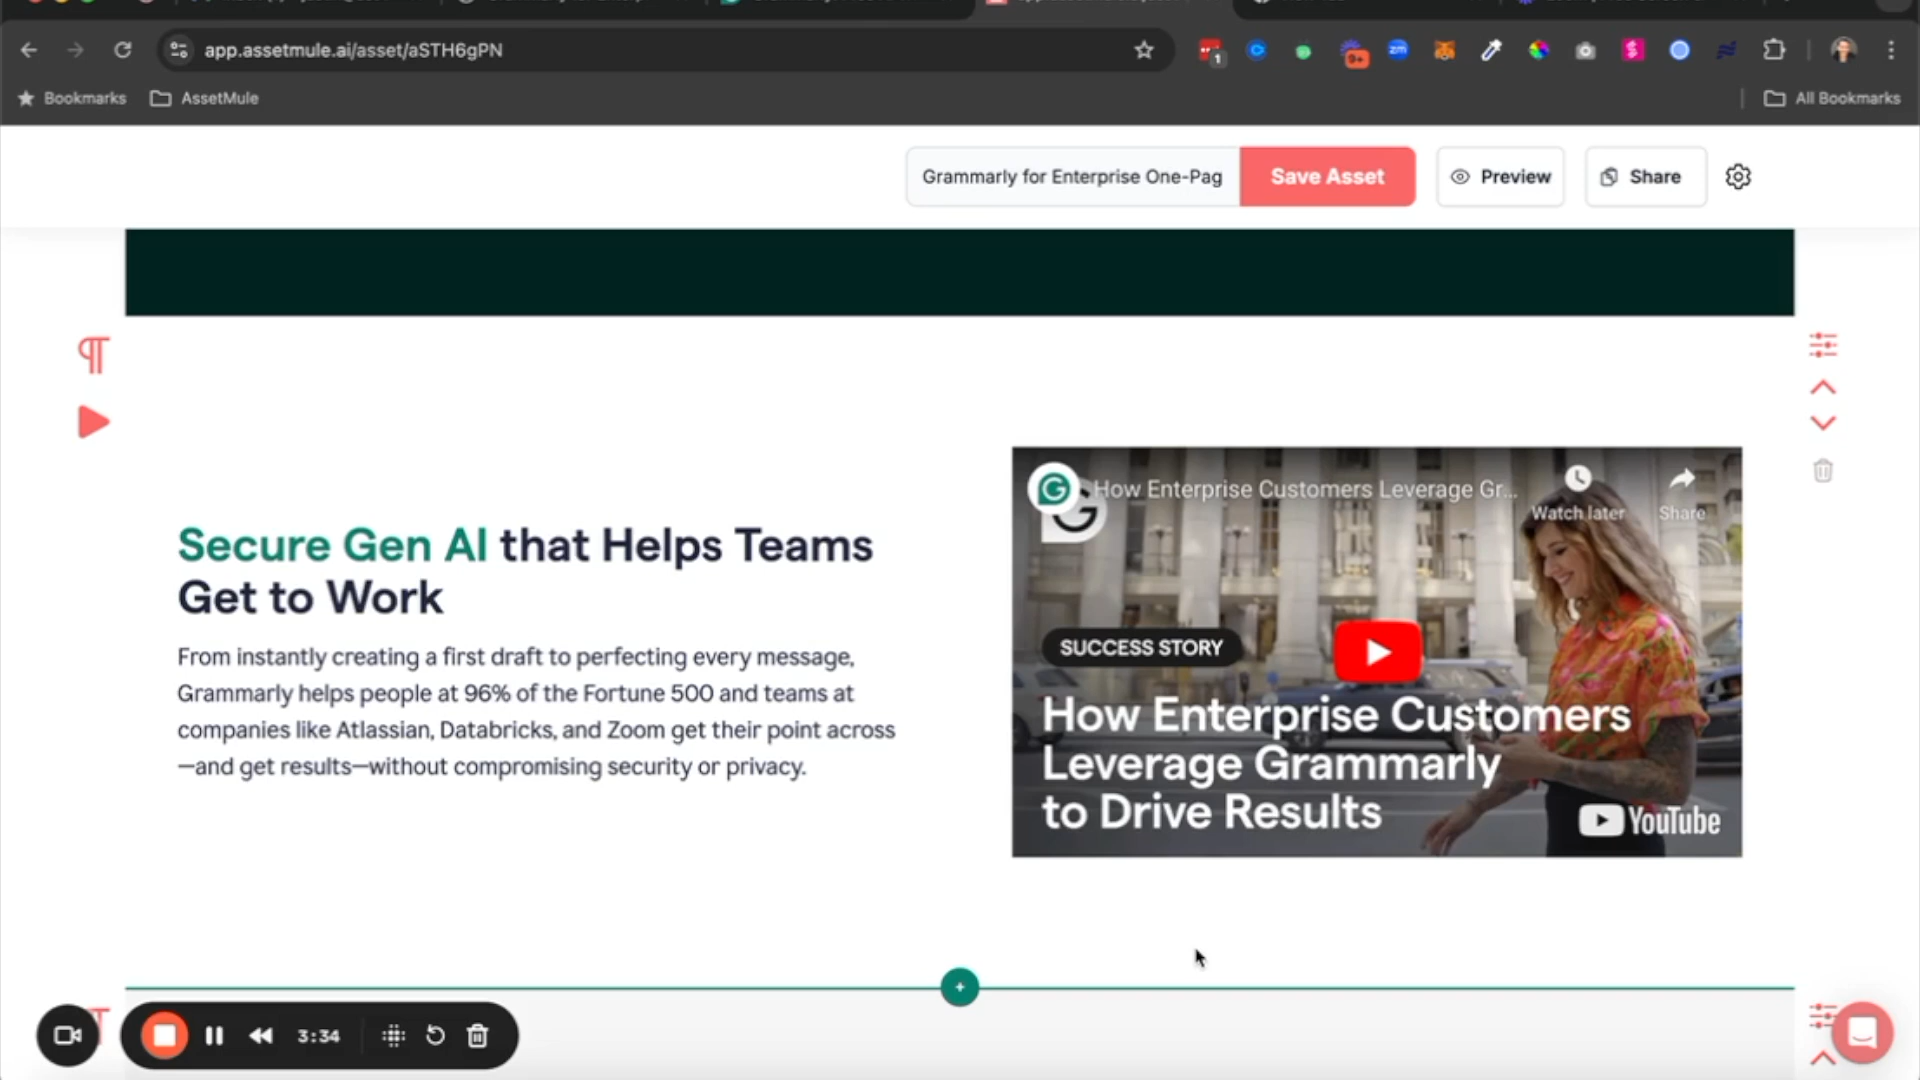 app.assetmule.ai/asset/aSTH6gPN
1
9+
zm
Bookmarks
AssetMule
All Bookmarks
Grammarly for Enterprise One-Pag
Save Asset
Preview
Share
How Enterprise Customers Leverage Gr...
Watch later
Share
Secure Gen AI that Helps Teams
Get to Work
From instantly creating a first draft to perfecting every message,
Grammarly helps people at 96% of the Fortune 500 and teams at
companies like Atlassian, Databricks, and Zoom get their point across
—and get results—without compromising security or privacy.
SUCCESS STORY
How Enterprise Customers
Leverage Grammarly
to Drive Results
YouTube
3:34